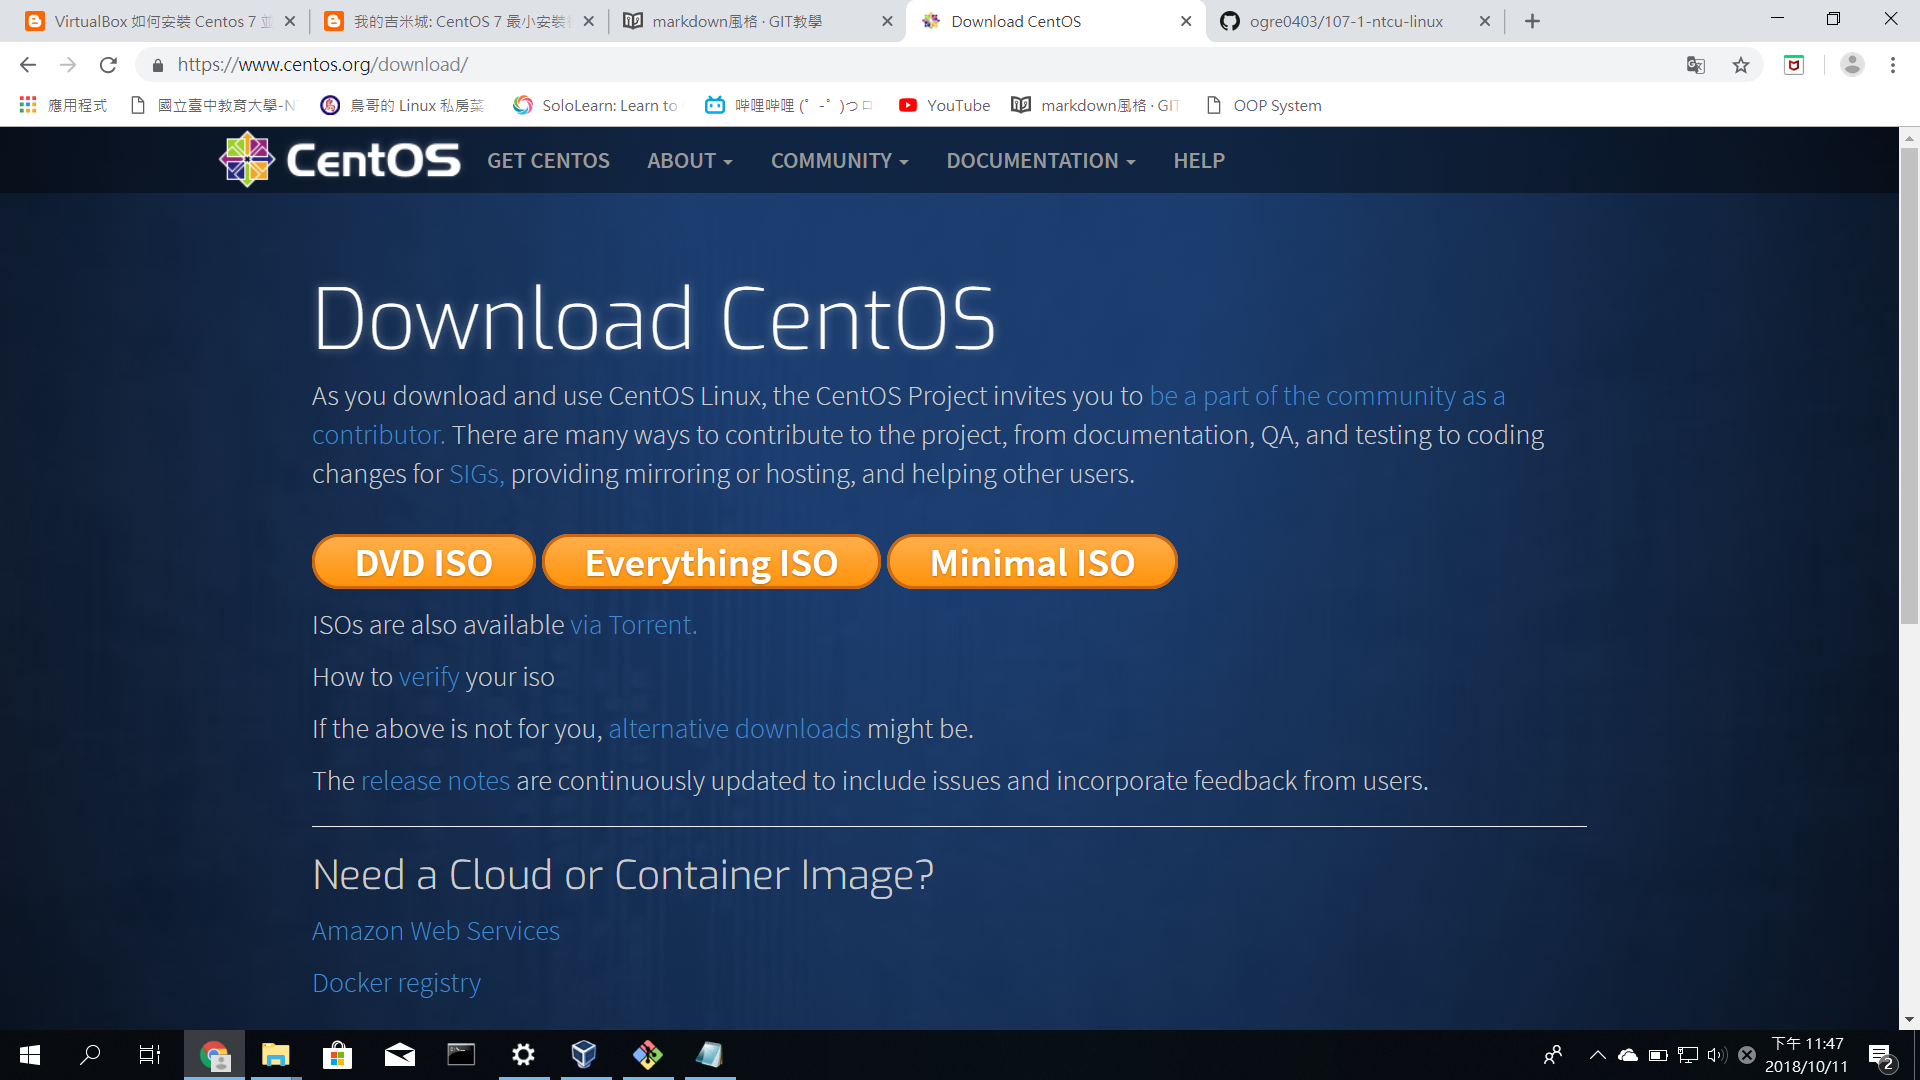 VirtualBox 如何安裝 Centos 7 並
我的吉米城: CentOS 7 最小安裝
markdown風格 · GIT教學
Download CentOS
ogre0403/107-1-ntcu-linux
https://www.centos.org/download/
應用程式
國立臺中教育大學-N
鳥哥的 Linux 私房菜
SoloLearn: Learn to
哔哩哔哩 (゜-゜)つロ
YouTube
markdown風格 · GIT
OOP System
CentOS
GET CENTOS
ABOUT
COMMUNITY
DOCUMENTATION
HELP
Download CentOS
As you download and use CentOS Linux, the CentOS Project invites you to be a part of the community as a
contributor. There are many ways to contribute to the project, from documentation, QA, and testing to coding
changes for SIGs, providing mirroring or hosting, and helping other users.
DVD ISO
Everything ISO
Minimal ISO
ISOs are also available via Torrent.
How to verify your iso
If the above is not for you, alternative downloads might be.
The release notes are continuously updated to include issues and incorporate feedback from users.
Need a Cloud or Container Image?
Amazon Web Services
Docker registry
下午 11:47
2018/10/11
2